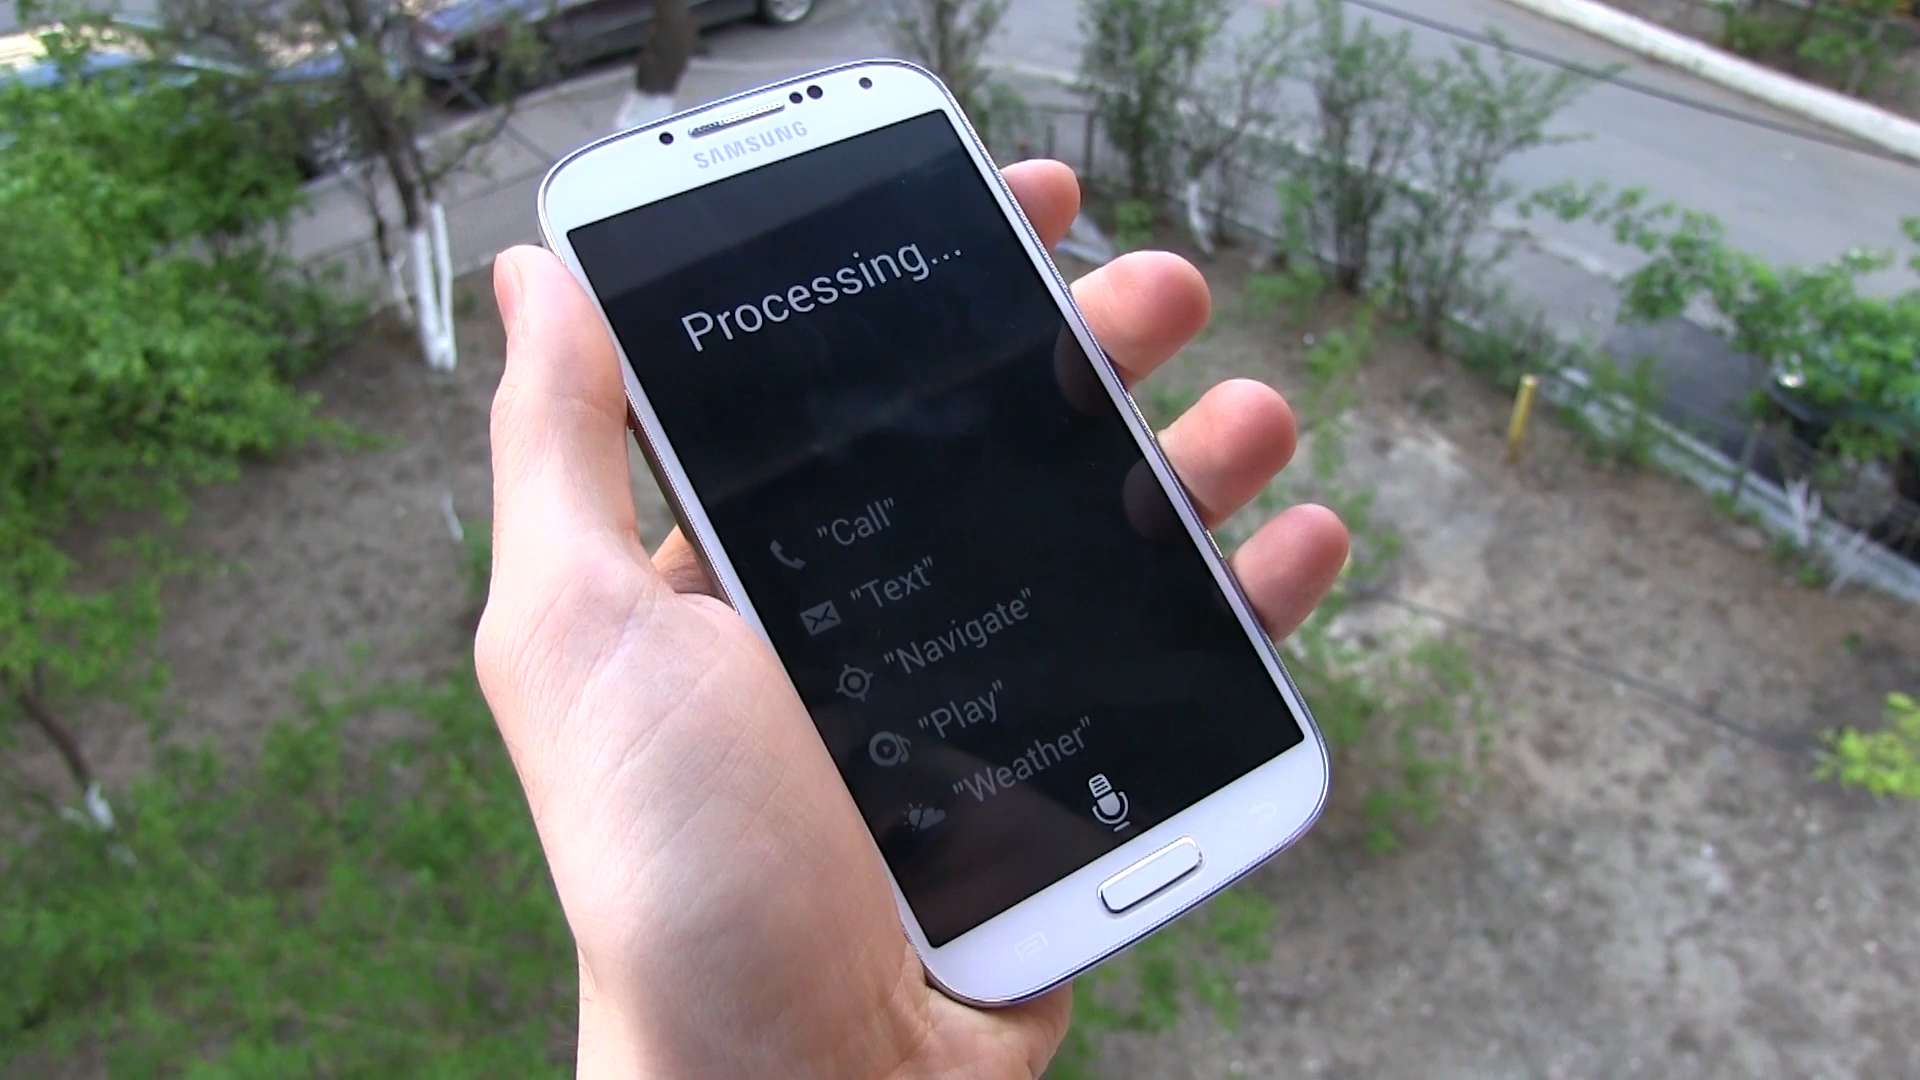 SAMSUNG
Processing...
"Call"
"Text"
"Navigate"
"Play"
"Weather"